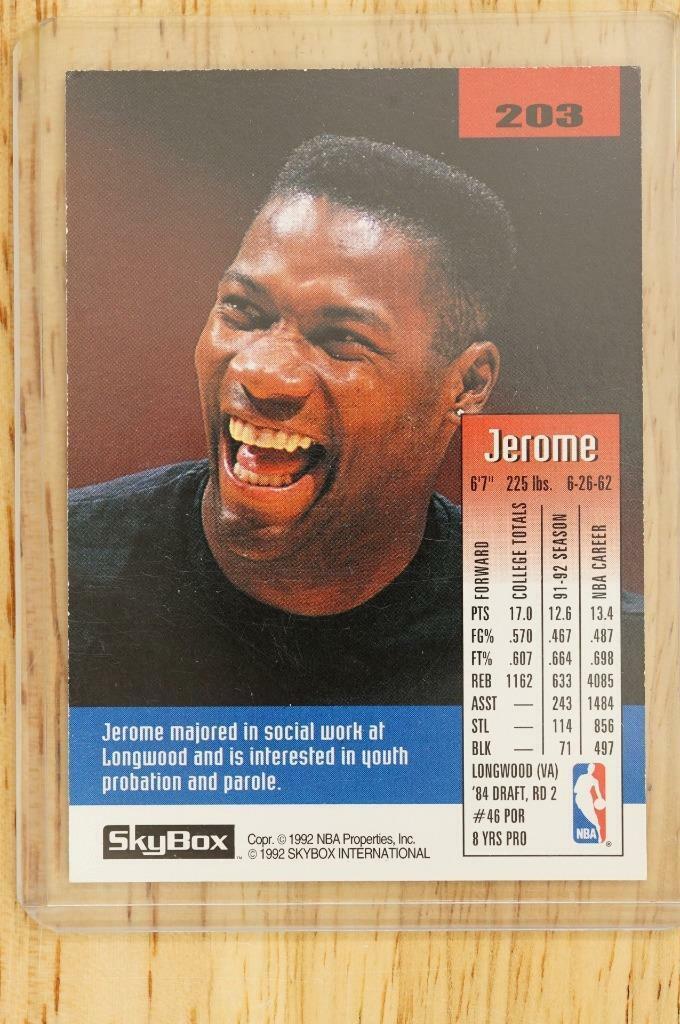 203
Jerome
6'7" 225 lbs. 6-26-62
FORWARD COLLEGE TOTALS 91-92 SEASON NBA CAREER
PTS 17.0 12.6 13.4
FG% .570 .467 .487
FT% .607 .664 .698
REB 1162 633 4085
ASST — 243 1484
STL — 114 856
BLK — 71 497
LONGWOOD (VA)
'84 DRAFT, RD 2
#46 POR
8 YRS PRO
NBA ®
Jerome majored in social work at
Longwood and is interested in youth
probation and parole.
SkyBox™
Copr. © 1992 NBA Properties, Inc.
© 1992 SKYBOX INTERNATIONAL